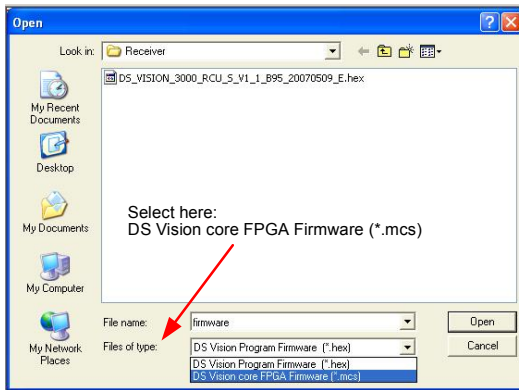 Open
Look in: Receiver
DS_VISION_3000_RCU_S_V1_1_B95_20070509_E.hex
My Recent
Documents
Desktop
My Documents
My Computer
My Network
Places
Select here:
DS Vision core FPGA Firmware (*.mcs)
File name: firmware Open
Files of type: DS Vision Program Firmware (*.hex) Cancel
DS Vision Program Firmware (*.hex)
DS Vision core FPGA Firmware (*.mcs)